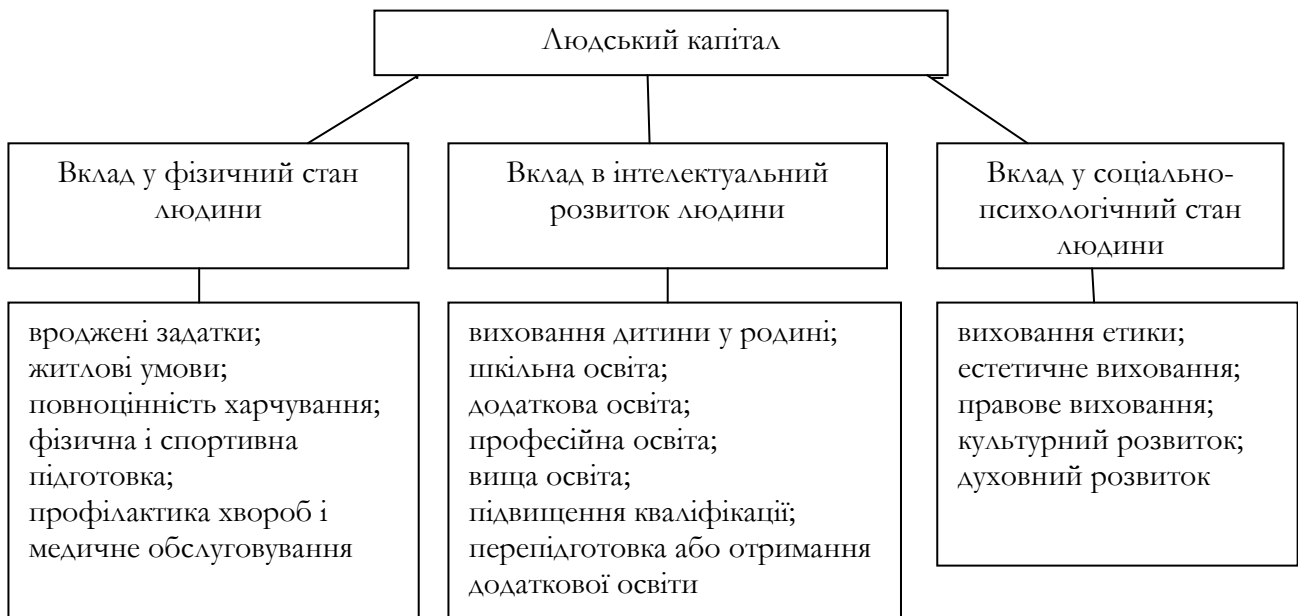 Людський капітал
Вклад у фізичний стан
людини
Вклад в інтелектуальний
розвиток людини
Вклад у соціально-
психологічний стан
людини
вроджені задатки;
житлові умови;
повноцінність харчування;
фізична і спортивна
підготовка;
профілактика хвороб і
медичне обслуговування
виховання дитини у родині;
шкільна освіта;
додаткова освіта;
професійна освіта;
вища освіта;
підвищення кваліфікації;
перепідготовка або отримання
додаткової освіти
виховання етики;
естетичне виховання;
правове виховання;
культурний розвиток;
духовний розвиток